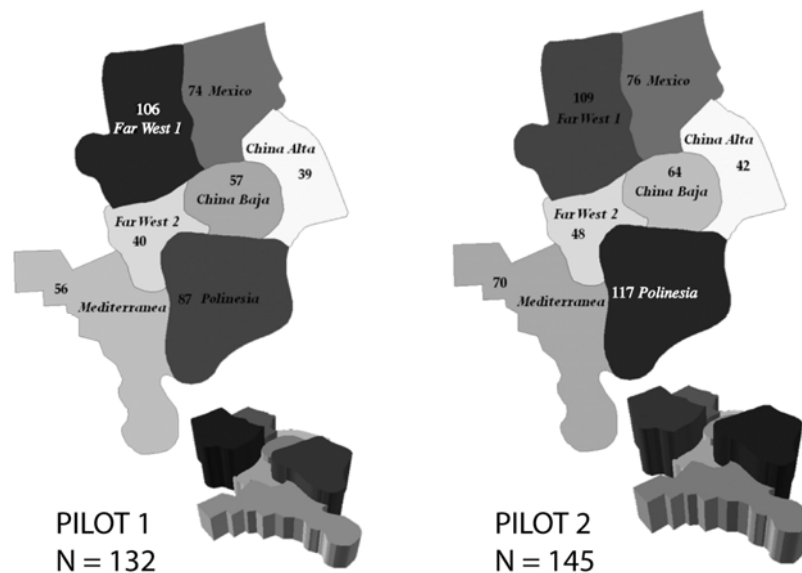 74 Mexico
106
Far West 1
China Alta
39
57
China Baja
Far West 2
40
56
Mediterranea
87 Polinesia
PILOT 1
N = 132
76 Mexico
109
Far West 1
China Alta
42
64
China Baja
Far West 2
48
70
Mediterranea
117 Polinesia
PILOT 2
N = 145